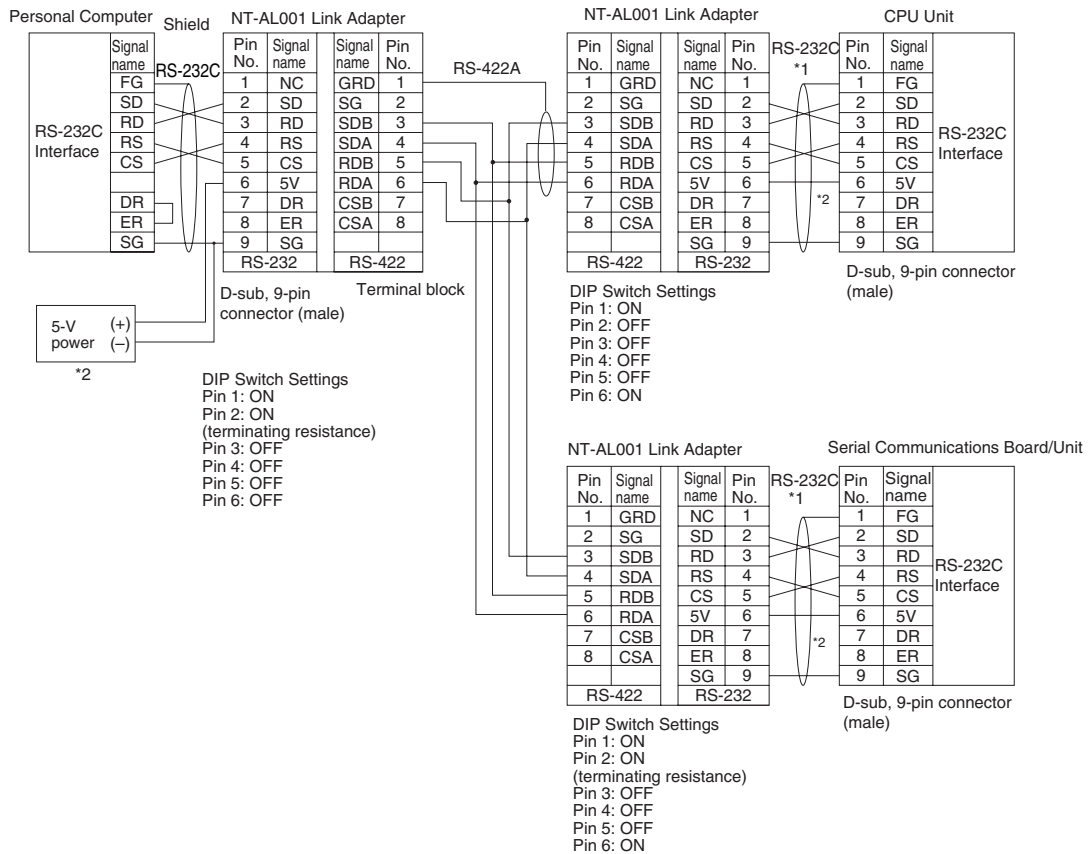 Personal Computer
Shield
NT-AL001 Link Adapter
RS-232C Interface
Signal name
FG
SD
RD
RS
CS
DR
ER
SG
RS-232C
Pin No. Signal name
1 NC
2 SD
3 RD
4 RS
5 CS
6 5V
7 DR
8 ER
9 SG
RS-232
Signal name Pin No.
GRD 1
SG 2
SDB 3
SDA 4
RDB 5
RDA 6
CSB 7
CSA 8
RS-422
RS-422A
D-sub, 9-pin
connector (male)
Terminal block
5-V
power
(+)
(–)
*2
DIP Switch Settings
Pin 1: ON
Pin 2: ON
(terminating resistance)
Pin 3: OFF
Pin 4: OFF
Pin 5: OFF
Pin 6: OFF
NT-AL001 Link Adapter
CPU Unit
Pin No. Signal name
1 GRD
2 SG
3 SDB
4 SDA
5 RDB
6 RDA
7 CSB
8 CSA
RS-422
Signal name Pin No.
NC 1
SD 2
RD 3
RS 4
CS 5
5V 6
DR 7
ER 8
SG 9
RS-232
RS-232C
*1
*2
Pin No. Signal name
1 FG
2 SD
3 RD
4 RS
5 CS
6 5V
7 DR
8 ER
9 SG
RS-232C
Interface
D-sub, 9-pin connector
(male)
DIP Switch Settings
Pin 1: ON
Pin 2: OFF
Pin 3: OFF
Pin 4: OFF
Pin 5: OFF
Pin 6: ON
NT-AL001 Link Adapter
Serial Communications Board/Unit
Pin No. Signal name
1 GRD
2 SG
3 SDB
4 SDA
5 RDB
6 RDA
7 CSB
8 CSA
RS-422
Signal name Pin No.
NC 1
SD 2
RD 3
RS 4
CS 5
5V 6
DR 7
ER 8
SG 9
RS-232
RS-232C
*1
*2
Pin No. Signal name
1 FG
2 SD
3 RD
4 RS
5 CS
6 5V
7 DR
8 ER
9 SG
RS-232C
Interface
D-sub, 9-pin connector
(male)
DIP Switch Settings
Pin 1: ON
Pin 2: ON
(terminating resistance)
Pin 3: OFF
Pin 4: OFF
Pin 5: OFF
Pin 6: ON